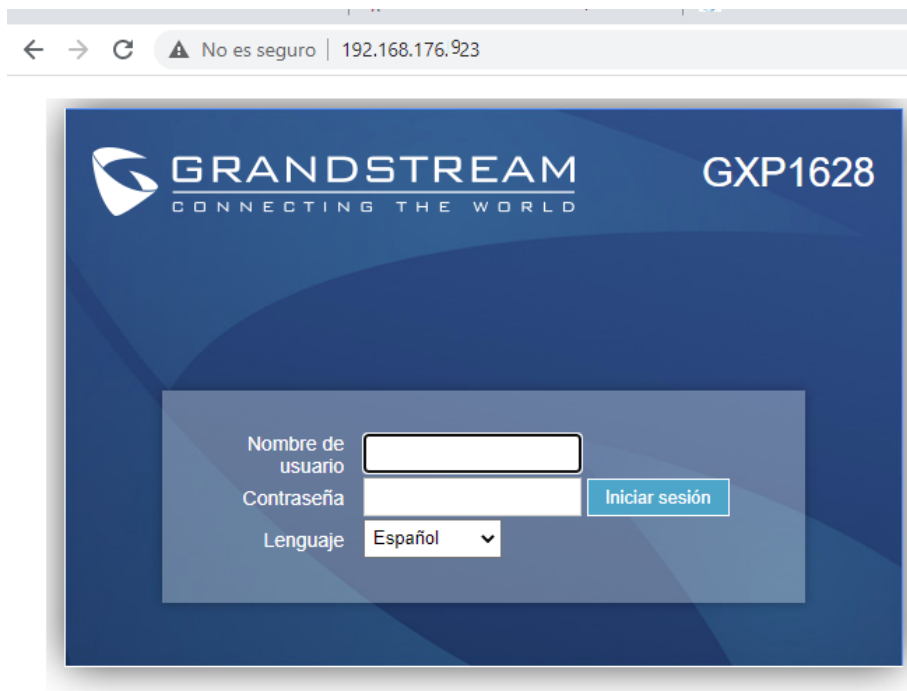 No es seguro | 192.168.176.923
GRANDSTREAM
CONNECTING THE WORLD
GXP1628
Nombre de
usuario
Contraseña
Iniciar sesión
Lenguaje
Español